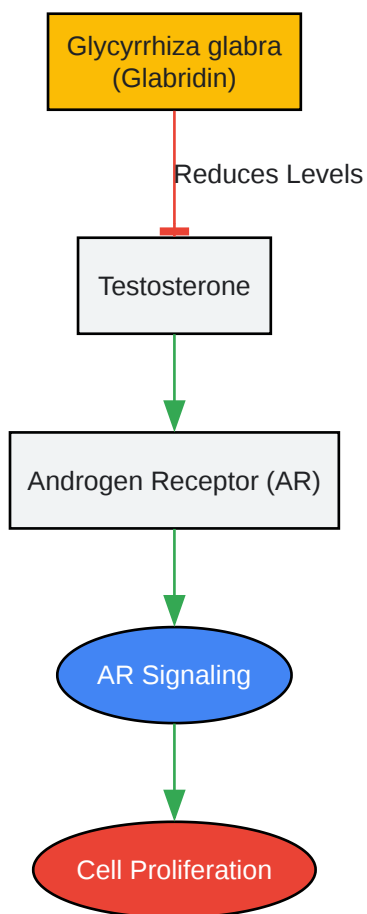 Glycyrrhiza glabra
(Glabridin)
Reduces Levels
Testosterone
Androgen Receptor (AR)
AR Signaling
Cell Proliferation